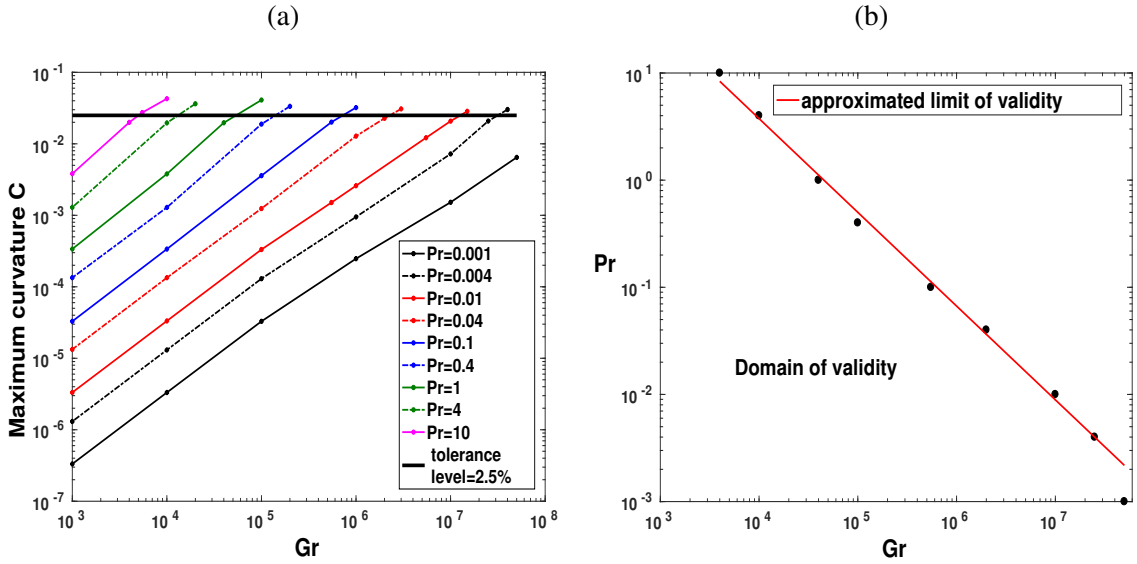 (a)
(b)
10^-1
10^-2
10^-3
10^-4
10^-5
10^-6
10^-7
Maximum curvature C
10^3 10^4 10^5 10^6 10^7 10^8
Gr
Pr=0.001
Pr=0.004
Pr=0.01
Pr=0.04
Pr=0.1
Pr=0.4
Pr=1
Pr=4
Pr=10
tolerance
level=2.5%
10^1
10^0
10^-1
10^-2
10^-3
Pr
approximated limit of validity
Domain of validity
10^3 10^4 10^5 10^6 10^7
Gr